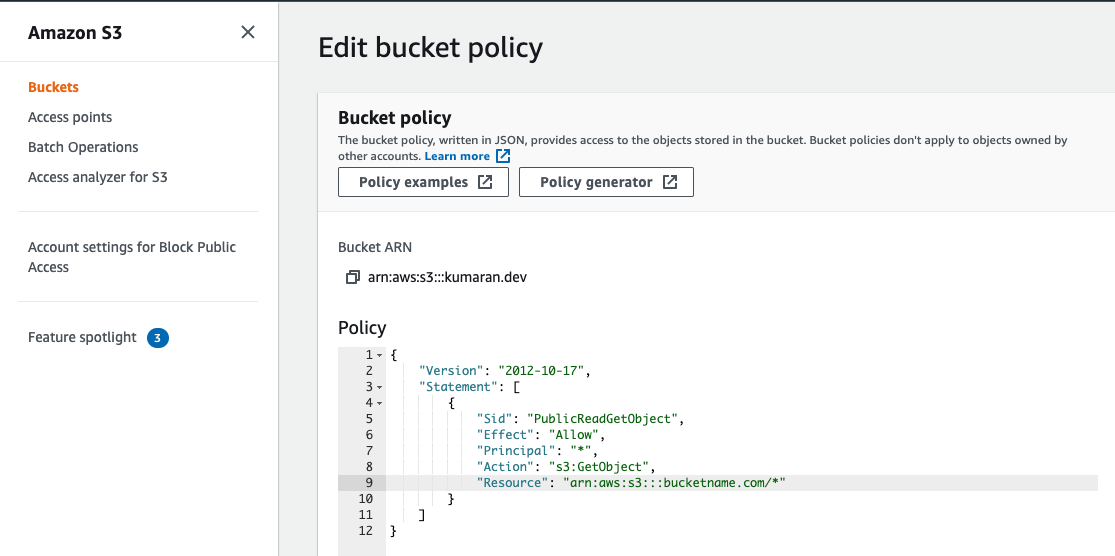 Amazon S3
Buckets
Access points
Batch Operations
Access analyzer for S3
Account settings for Block Public
Access
Feature spotlight 3
Edit bucket policy
Bucket policy
The bucket policy, written in JSON, provides access to the objects stored in the bucket. Bucket policies don't apply to objects owned by
other accounts. Learn more
Policy examples Policy generator
Bucket ARN
arn:aws:s3:::kumaran.dev
Policy
1 {
2 "Version": "2012-10-17",
3 "Statement": [
4 {
5 "Sid": "PublicReadGetObject",
6 "Effect": "Allow",
7 "Principal": "*",
8 "Action": "s3:GetObject",
9 "Resource": "arn:aws:s3:::bucketname.com/*"
10 }
11 ]
12 }